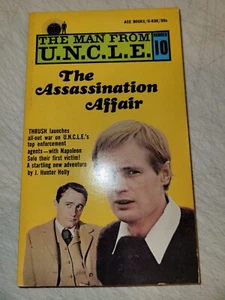 ACE BOOKS/G-636/50c
THE MAN FROM
U.N.C.L.E.
NUMBER
10
The
Assassination
Affair
THRUSH launches
all-out war on U.N.C.L.E.'s
top enforcement
agents—with Napoleon
Solo their first victim!
A startling new adventure
by J. Hunter Holly